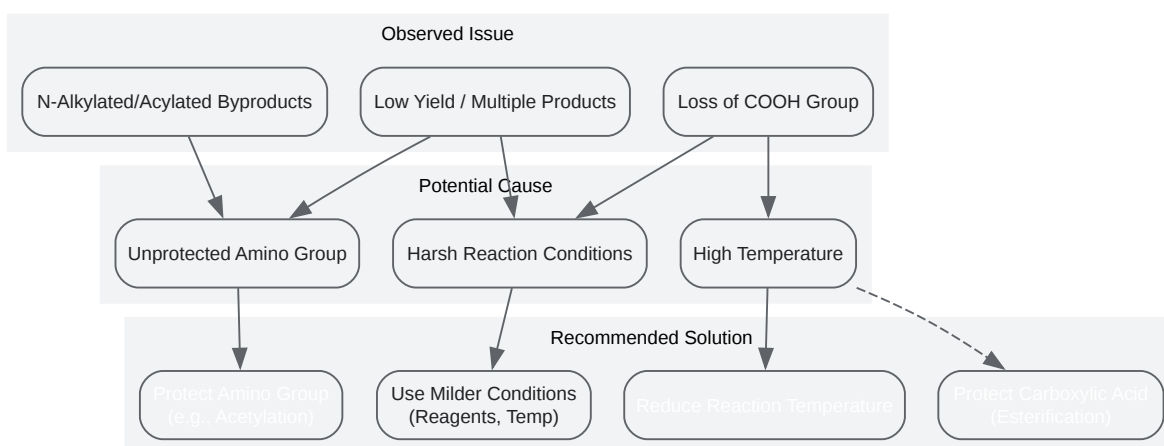 Observed Issue
N-Alkylated/Acylated Byproducts
Low Yield / Multiple Products
Loss of COOH Group
Potential Cause
Unprotected Amino Group
Harsh Reaction Conditions
High Temperature
Recommended Solution
Protect Amino Group
(e.g., Acetylation)
Use Milder Conditions
(Reagents, Temp)
Reduce Reaction Temperature
Protect Carboxylic Acid
(Esterification)